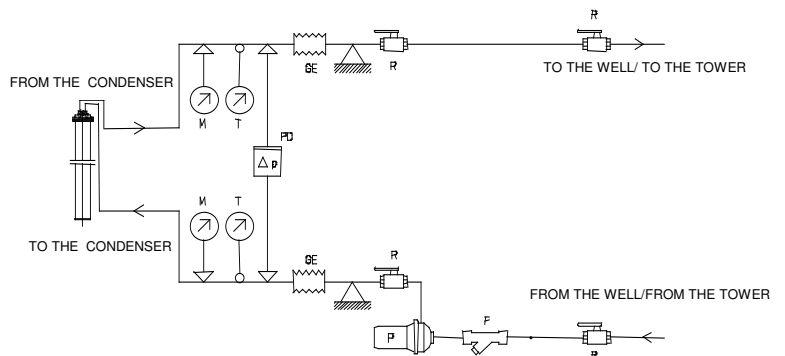 R
FROM THE CONDENSER
GE
R
TO THE WELL/ TO THE TOWER
M
T
PD
Δ p
M
T
TO THE CONDENSER
GE
R
FROM THE WELL/FROM THE TOWER
P
F